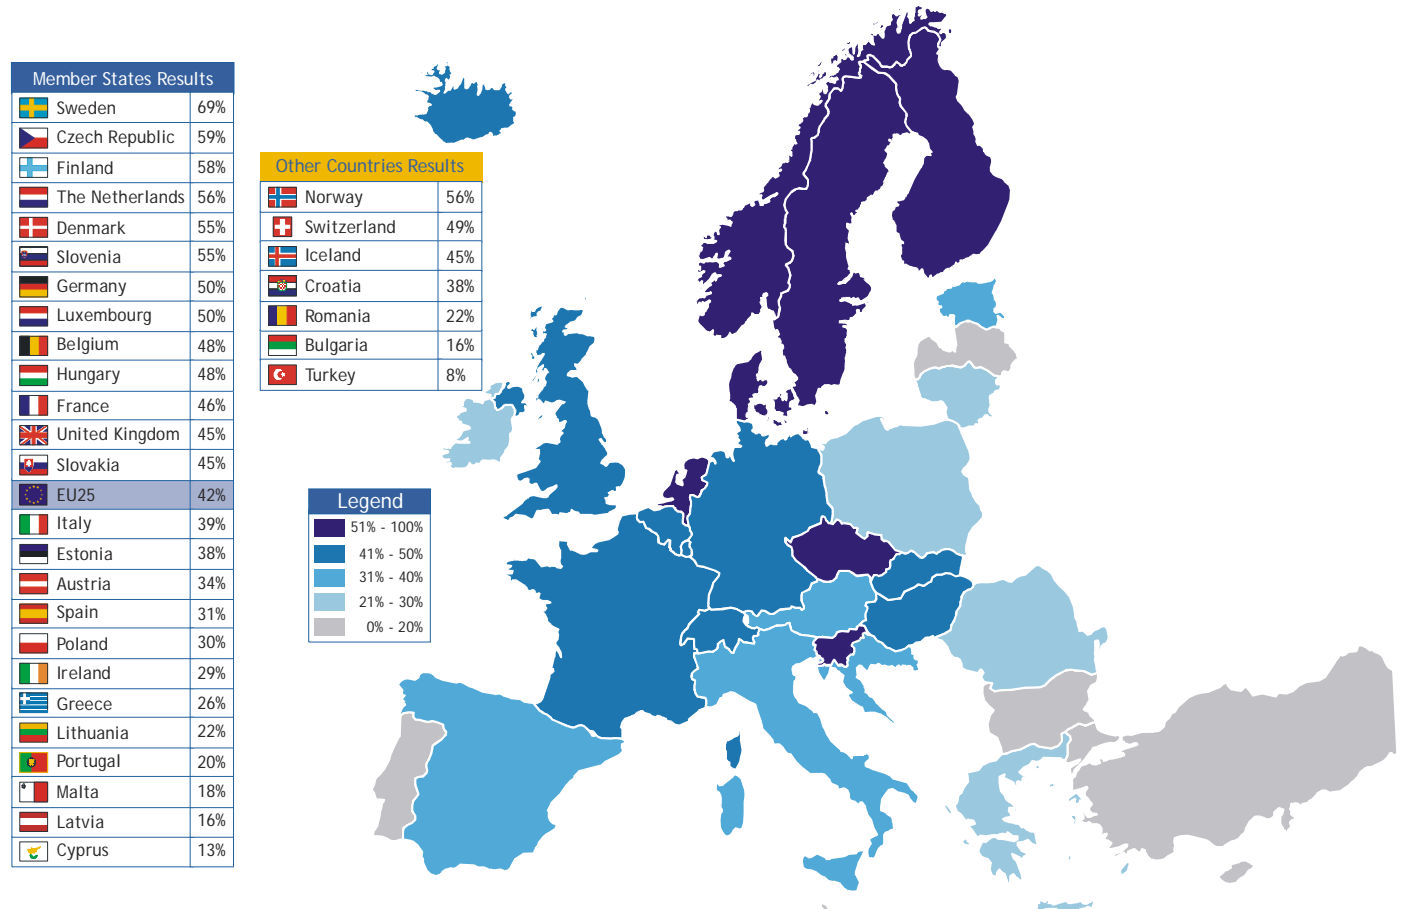 Member States Results
Sweden 69%
Czech Republic 59%
Finland 58%
The Netherlands 56%
Denmark 55%
Slovenia 55%
Germany 50%
Luxembourg 50%
Belgium 48%
Hungary 48%
France 46%
United Kingdom 45%
Slovakia 45%
EU25 42%
Italy 39%
Estonia 38%
Austria 34%
Spain 31%
Poland 30%
Ireland 29%
Greece 26%
Lithuania 22%
Portugal 20%
Malta 18%
Latvia 16%
Cyprus 13%
Other Countries Results
Norway 56%
Switzerland 49%
Iceland 45%
Croatia 38%
Romania 22%
Bulgaria 16%
Turkey 8%
Legend
51% - 100%
41% - 50%
31% - 40%
21% - 30%
0% - 20%